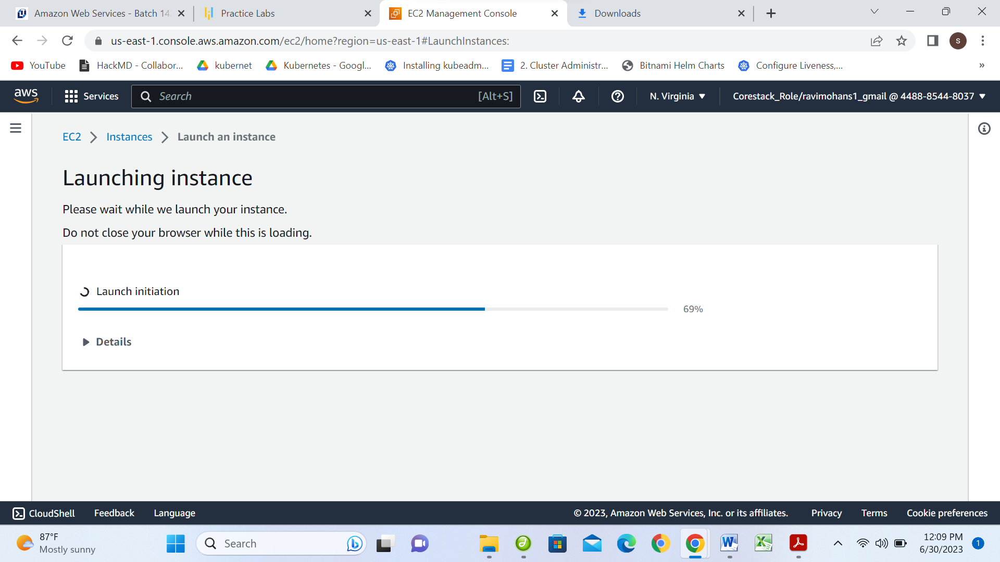 Amazon Web Services - Batch 14
Practice Labs
EC2 Management Console
Downloads
us-east-1.console.aws.amazon.com/ec2/home?region=us-east-1#LaunchInstances:
S
YouTube
HackMD - Collabor...
kubernet
Kubernetes - Googl...
Installing kubeadm...
2. Cluster Administr...
Bitnami Helm Charts
Configure Liveness,...
»
aws
Services
Search
[Alt+S]
N. Virginia
Corestack_Role/ravimohans1_gmail @ 4488-8544-8037
EC2
Instances
Launch an instance
Launching instance
Please wait while we launch your instance.
Do not close your browser while this is loading.
Launch initiation
69%
Details
CloudShell
Feedback
Language
© 2023, Amazon Web Services, Inc. or its affiliates.
Privacy
Terms
Cookie preferences
87°F
Mostly sunny
Search
12:09 PM
6/30/2023
1